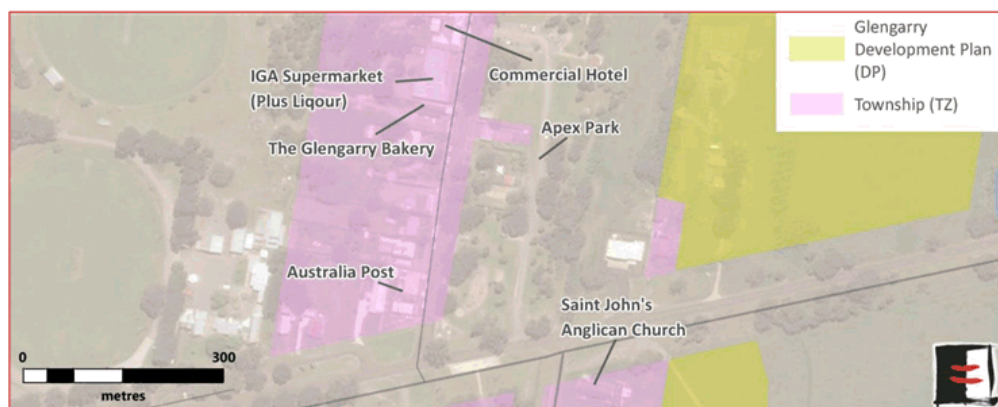 Glengarry
Development Plan
(DP)
Township (TZ)
Commercial Hotel
IGA Supermarket
(Plus Liqour)
The Glengarry Bakery
Apex Park
Australia Post
Saint John's
Anglican Church
0 300
metres